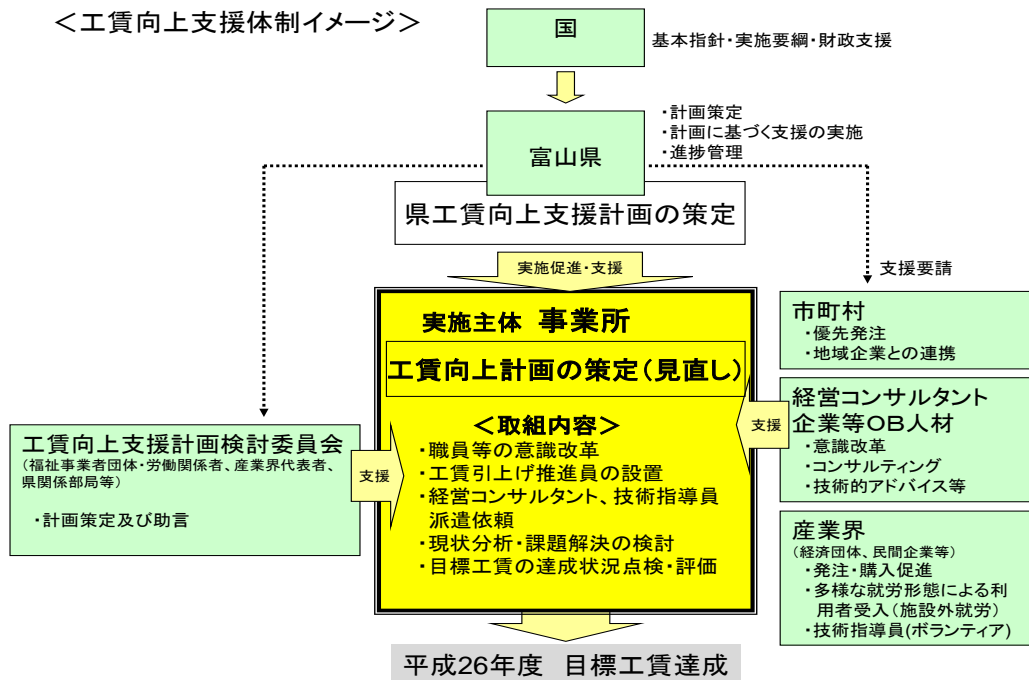 ＜工賃向上支援体制イメージ＞
国
基本指針・実施要綱・財政支援
富山県
・計画策定
・計画に基づく支援の実施
・進捗管理
県工賃向上支援計画の策定
実施促進・支援
支援要請
実施主体 事業所
工賃向上計画の策定（見直し）
＜取組内容＞
・職員等の意識改革
・工賃引上げ推進員の設置
・経営コンサルタント、技術指導員
派遣依頼
・現状分析・課題解決の検討
・目標工賃の達成状況点検・評価
工賃向上支援計画検討委員会
（福祉事業者団体・労働関係者、産業界代表者、
県関係部局等）
・計画策定及び助言
支援
支援
市町村
・優先発注
・地域企業との連携
経営コンサルタント
企業等OB人材
・意識改革
・コンサルティング
・技術的アドバイス等
産業界
（経済団体、民間企業等）
・発注・購入促進
・多様な就労形態による利
用者受入（施設外就労）
・技術指導員(ボランティア)
平成26年度 目標工賃達成